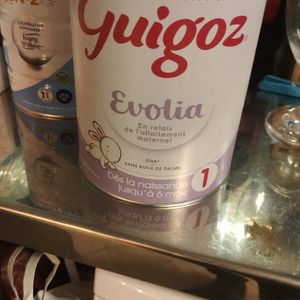 Guigoz
Evolia
En relais
de l'allaitement
maternel
DHA*
SANS HUILE DE PALME
Dès la naissance
jusqu'à 6 mois
1
2